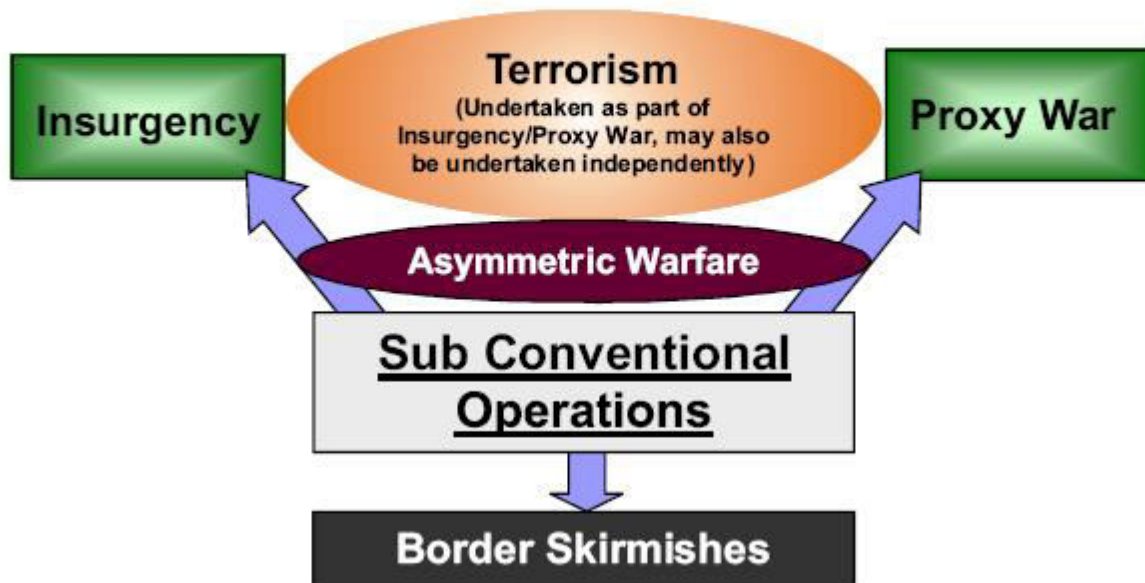 Insurgency
Terrorism
(Undertaken as part of
Insurgency/Proxy War, may also
be undertaken independently)
Proxy War
Asymmetric Warfare
Sub Conventional
Operations
Border Skirmishes